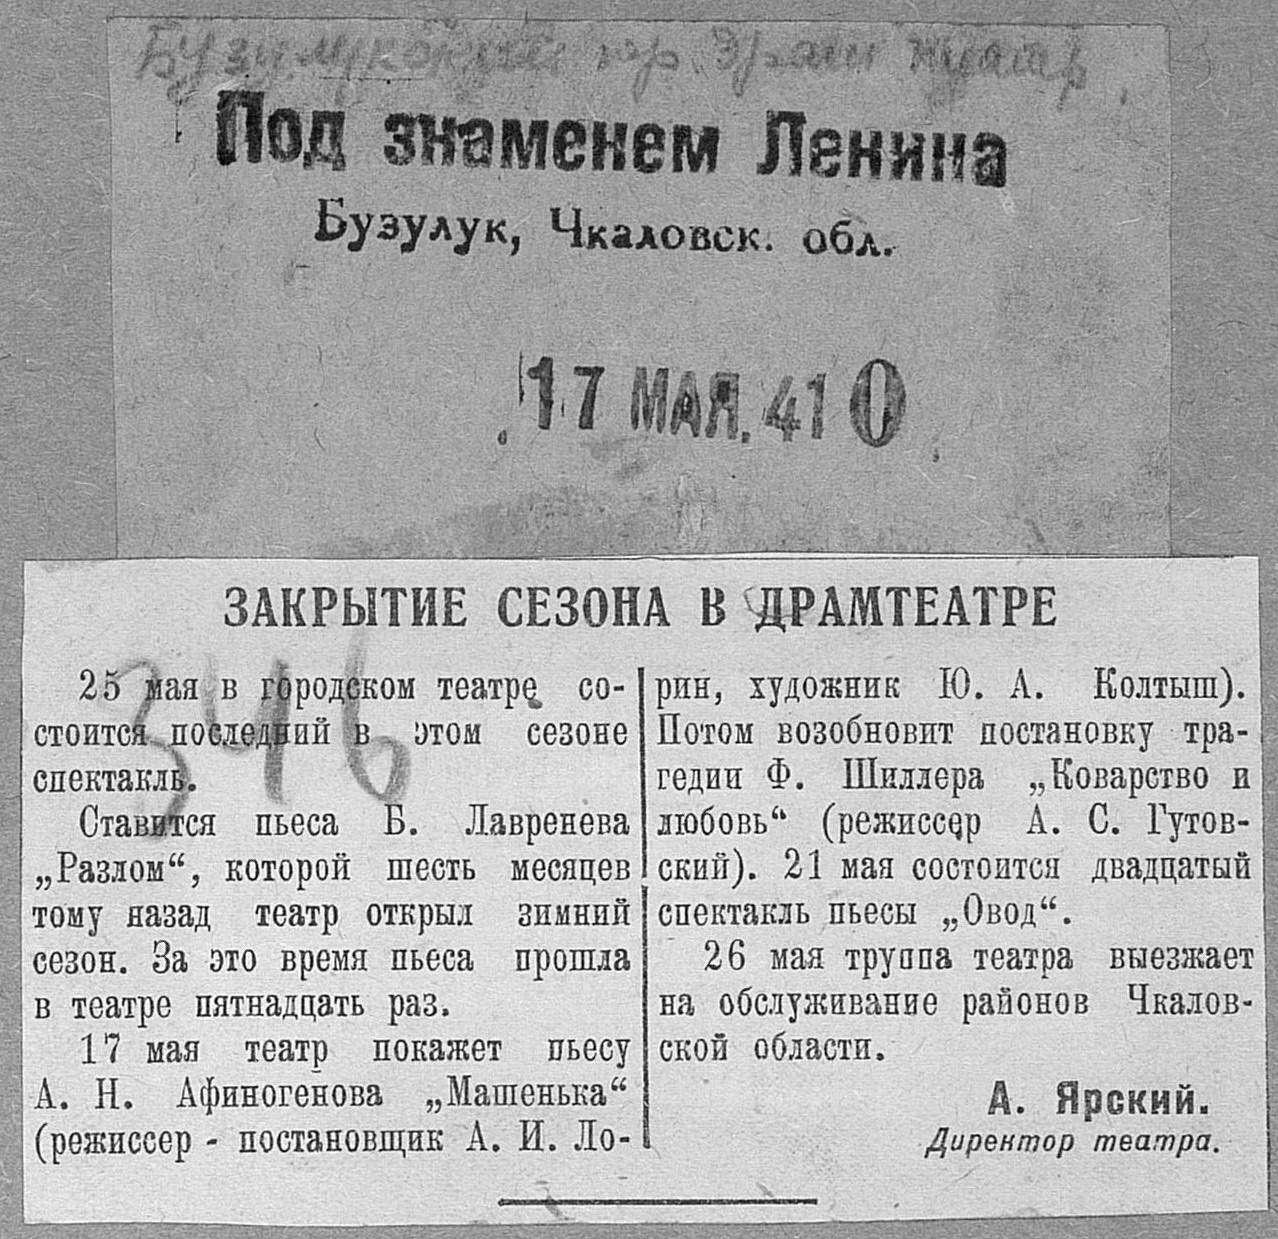 Под знаменем Ленина
Бузулук, Чкаловск. обл.
17 МАЯ. 41 0
ЗАКРЫТИЕ СЕЗОНА В ДРАМТЕАТРЕ
346
25 мая в городском театре со-
стоится последний в этом сезоне
спектакль.
Ставится пьеса Б. Лавренева
„Разлом“, которой шесть месяцев
тому назад театр открыл зимний
сезон. За это время пьеса прошла
в театре пятнадцать раз.
17 мая театр покажет пьесу
А. Н. Афиногенова „Машенька“
(режиссер - постановщик А. И. Ло-
рин, художник Ю. А. Колтыш).
Потом возобновит постановку тра-
гедии Ф. Шиллера „Коварство и
любовь“ (режиссер А. С. Гутов-
ский). 21 мая состоится двадцатый
спектакль пьесы „Овод“.
26 мая труппа театра выезжает
на обслуживание районов Чкалов-
ской области.
А. Ярский.
Директор театра.